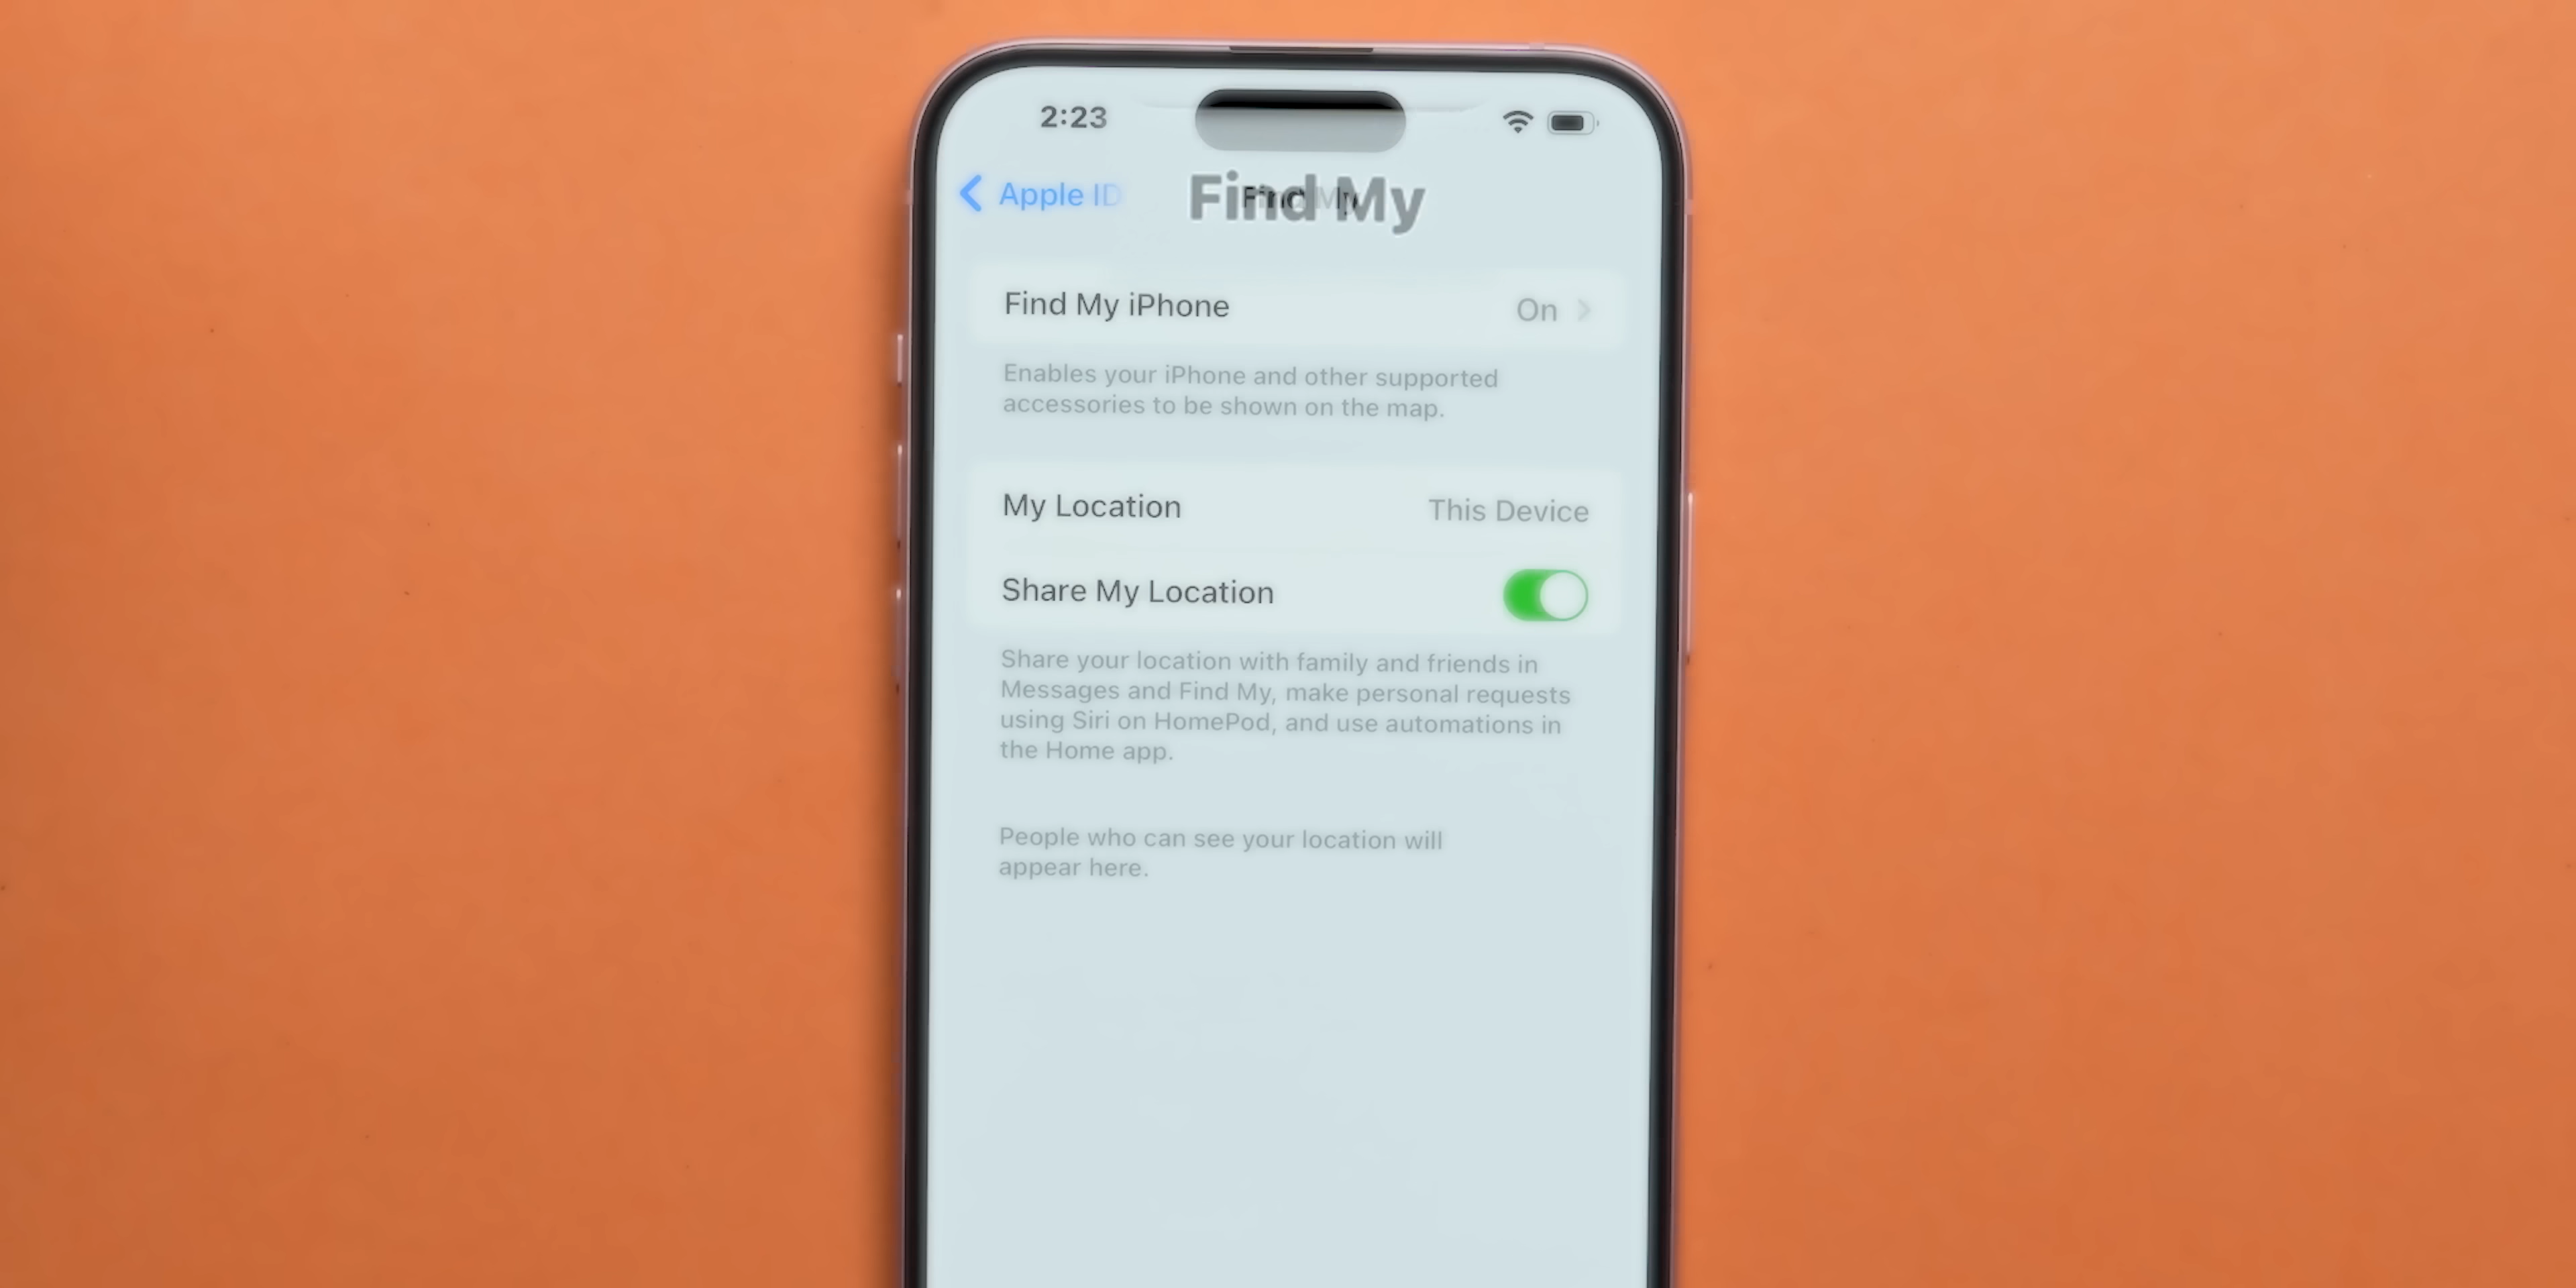 2:23
Apple ID
Find My
Find My
Find My iPhone
On
Enables your iPhone and other supported
accessories to be shown on the map.
My Location
This Device
Share My Location
Share your location with family and friends in
Messages and Find My, make personal requests
using Siri on HomePod, and use automations in
the Home app.
People who can see your location will
appear here.